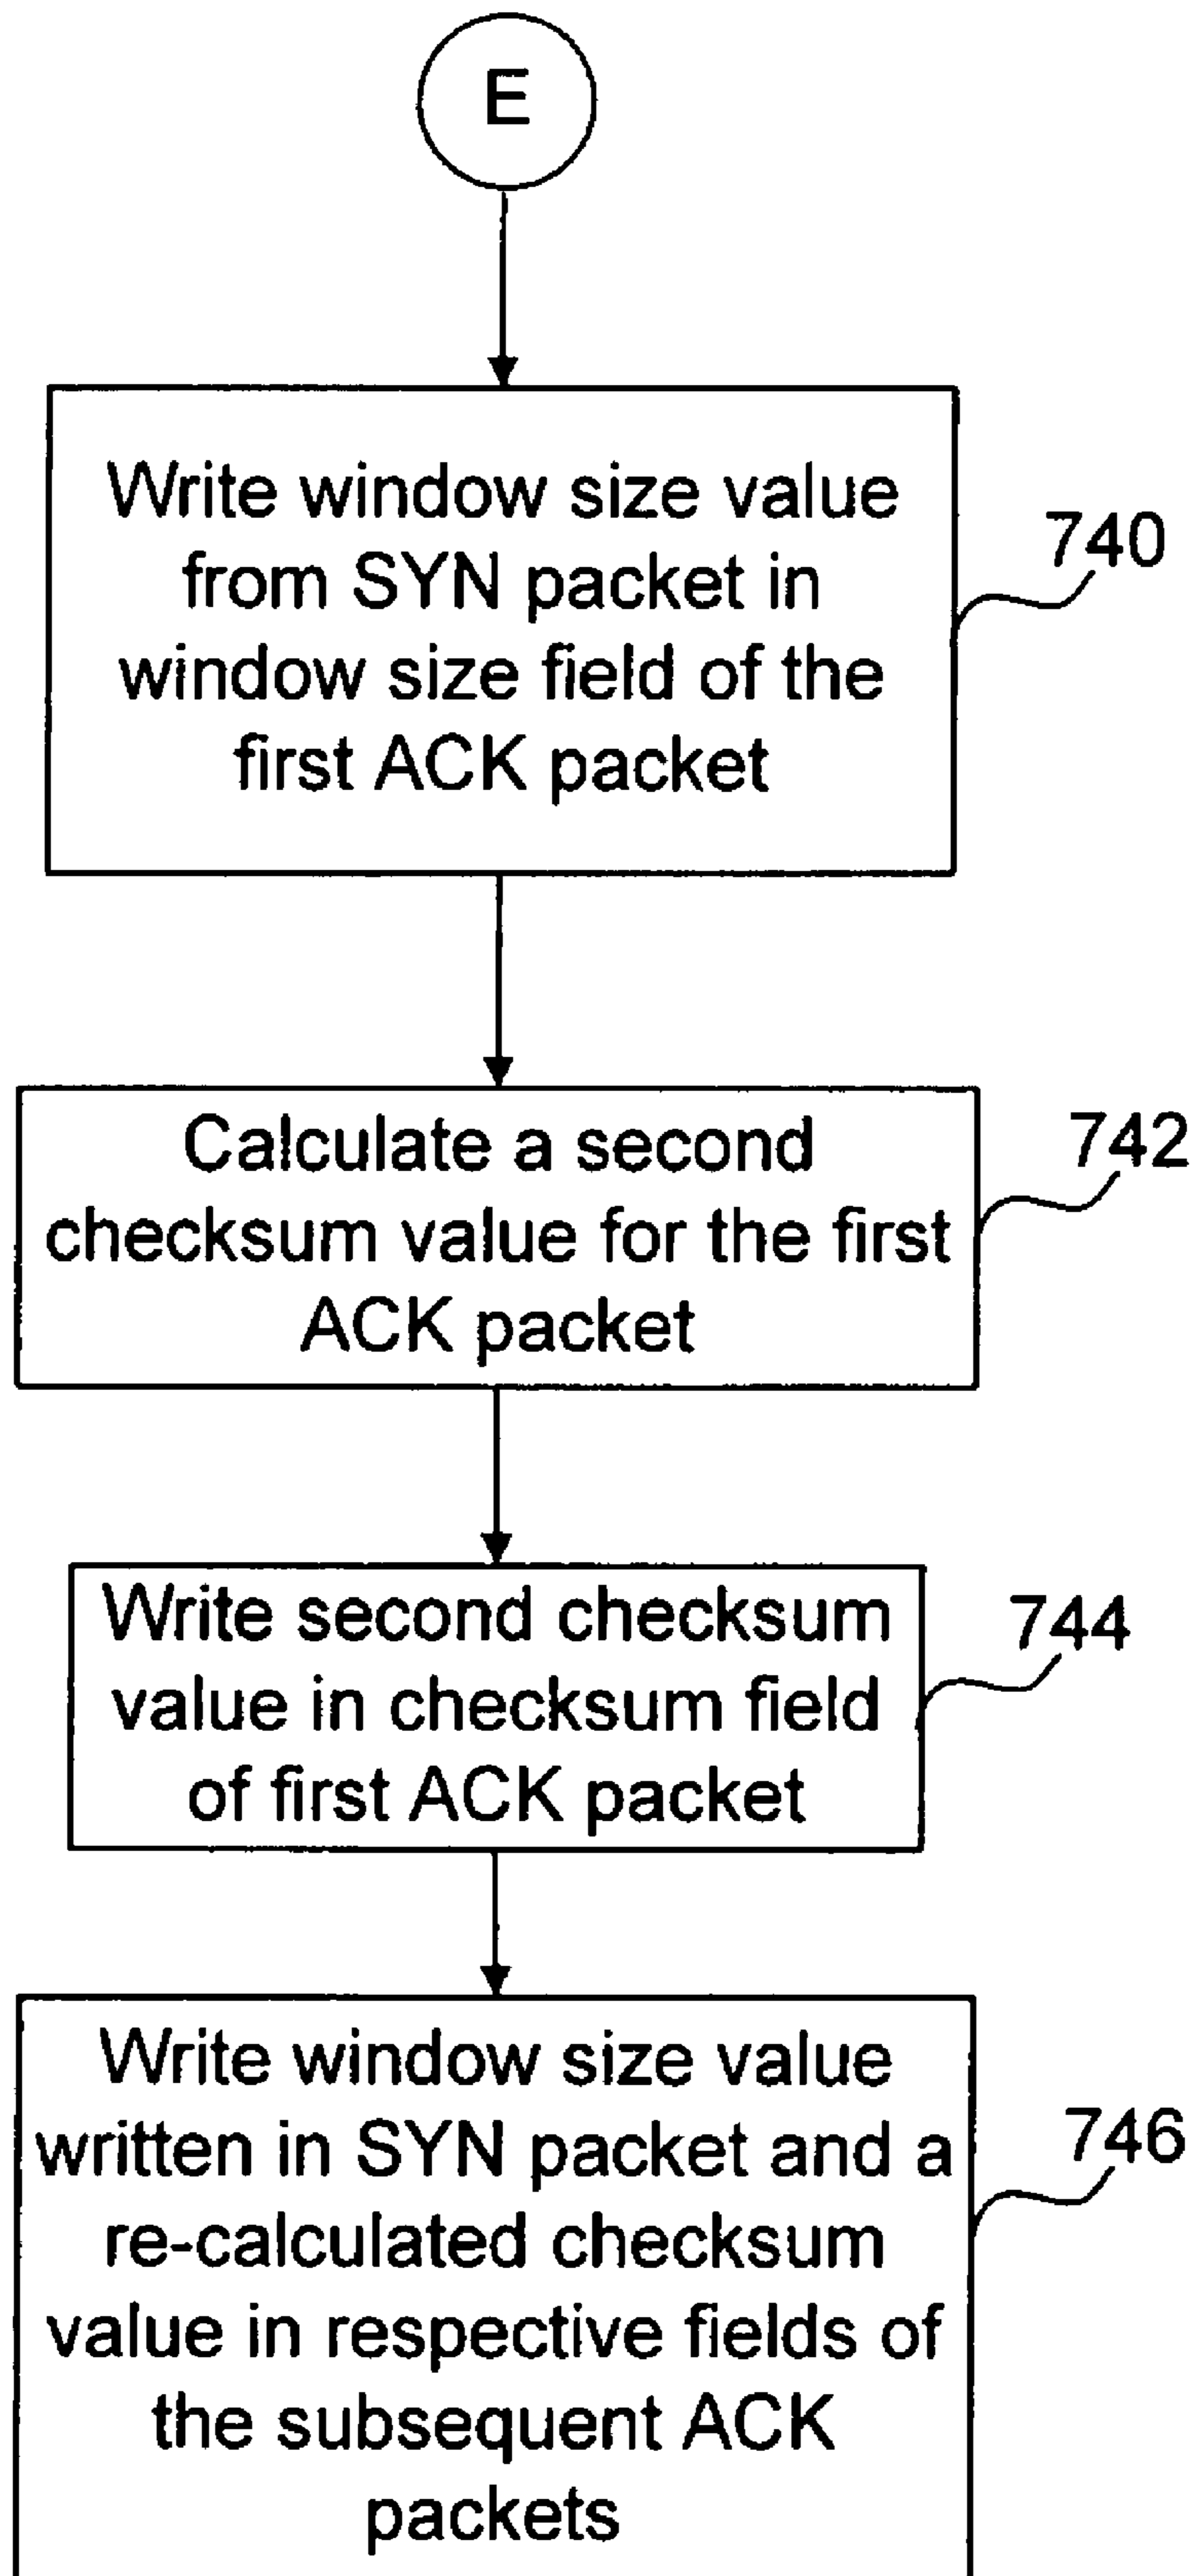 E
Write window size value
from SYN packet in
window size field of the
first ACK packet
740
Calculate a second
checksum value for the first
ACK packet
742
Write second checksum
value in checksum field
of first ACK packet
744
Write window size value
written in SYN packet and a
re-calculated checksum
value in respective fields of
the subsequent ACK
packets
746